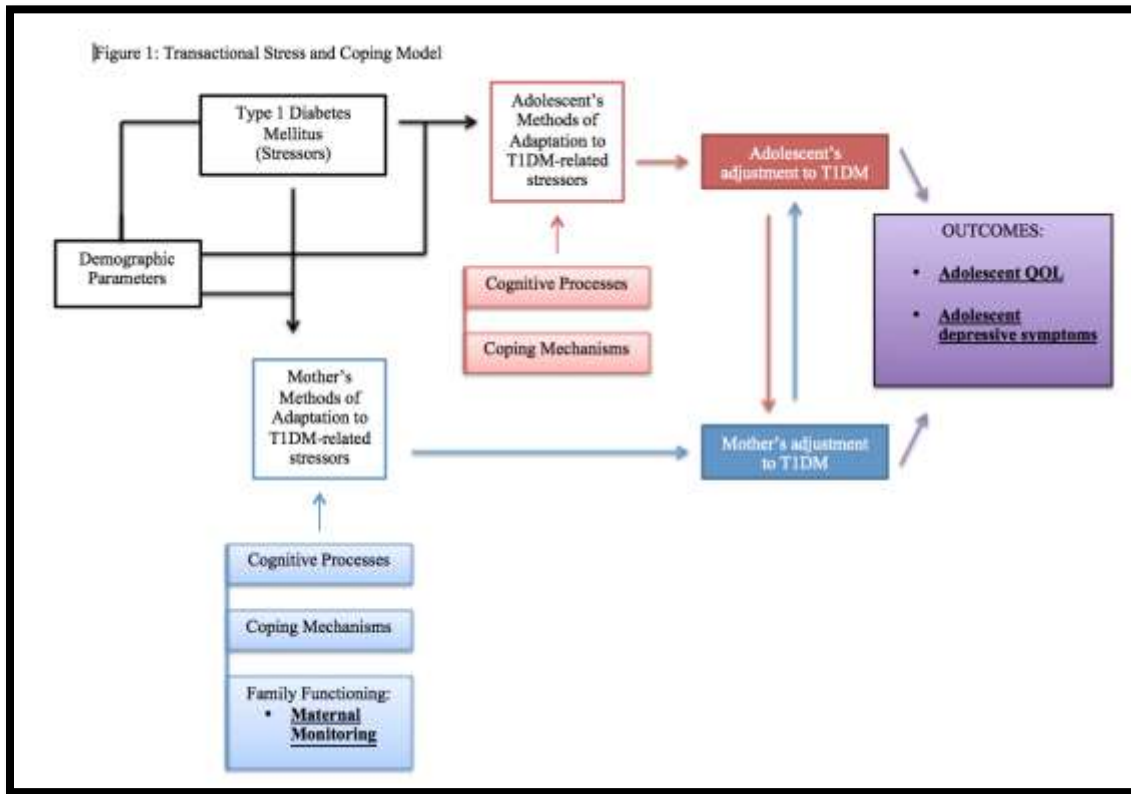 Figure 1: Transactional Stress and Coping Model
Type 1 Diabetes
Mellitus
(Stressors)
Adolescent's
Methods of
Adaptation to
T1DM-related
stressors
Adolescent's
adjustment to T1DM
Demographic
Parameters
Cognitive Processes
Coping Mechanisms
OUTCOMES:
• Adolescent QOL
• Adolescent
depressive symptoms
Mother's
Methods of
Adaptation to
T1DM-related
stressors
Mother's adjustment
to T1DM
Cognitive Processes
Coping Mechanisms
Family Functioning:
• Maternal
Monitoring